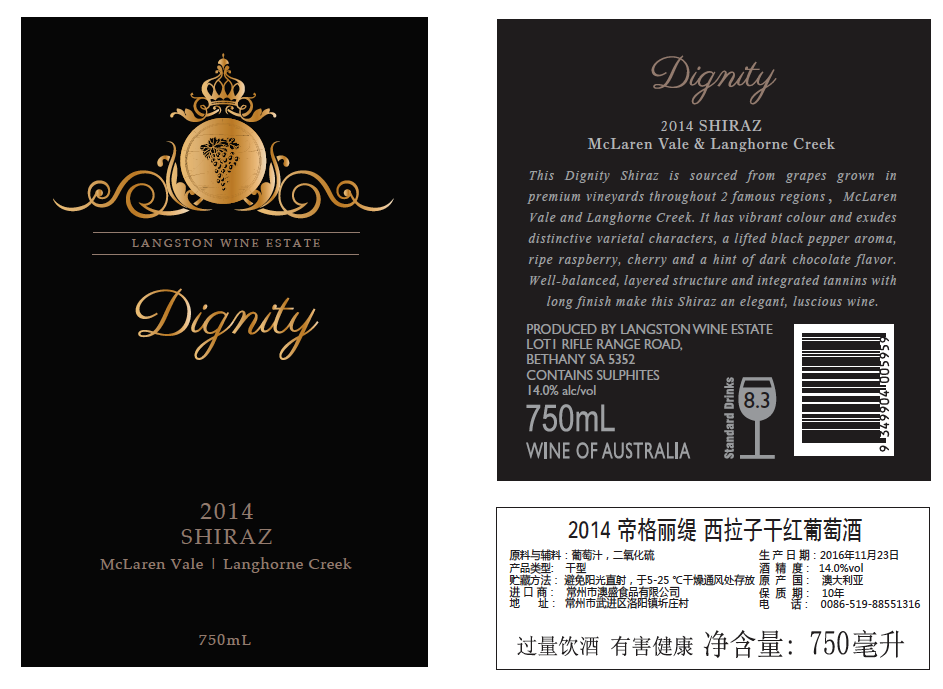 LANGSTON WINE ESTATE
Dignity
2014
SHIRAZ
McLaren Vale | Langhorne Creek
750mL
Dignity
2014 SHIRAZ
McLaren Vale & Langhorne Creek
This Dignity Shiraz is sourced from grapes grown in
premium vineyards throughout 2 famous regions, McLaren
Vale and Langhorne Creek. It has vibrant colour and exudes
distinctive varietal characters, a lifted black pepper aroma,
ripe raspberry, cherry and a hint of dark chocolate flavor.
Well-balanced, layered structure and integrated tannins with
long finish make this Shiraz an elegant, luscious wine.
PRODUCED BY LANGSTON WINE ESTATE
LOT1 RIFLE RANGE ROAD,
BETHANY SA 5352
CONTAINS SULPHITES
14.0% alc/vol
750mL
WINE OF AUSTRALIA
Standard Drinks
8.3
9 349904 005959
2014 帝格丽缇 西拉子干红葡萄酒
原料与辅料：葡萄汁，二氧化硫
产品类型: 干型
贮藏方法：避免阳光直射，于5-25 ℃干燥通风处存放
进 口 商： 常州市澳盛食品有限公司
地 址： 常州市武进区洛阳镇圻庄村
生 产 日 期：2016年11月23日
酒 精 度： 14.0%vol
原 产 国： 澳大利亚
保 质 期： 10年
电 话： 0086-519-88551316
过量饮酒 有害健康 净含量：750毫升